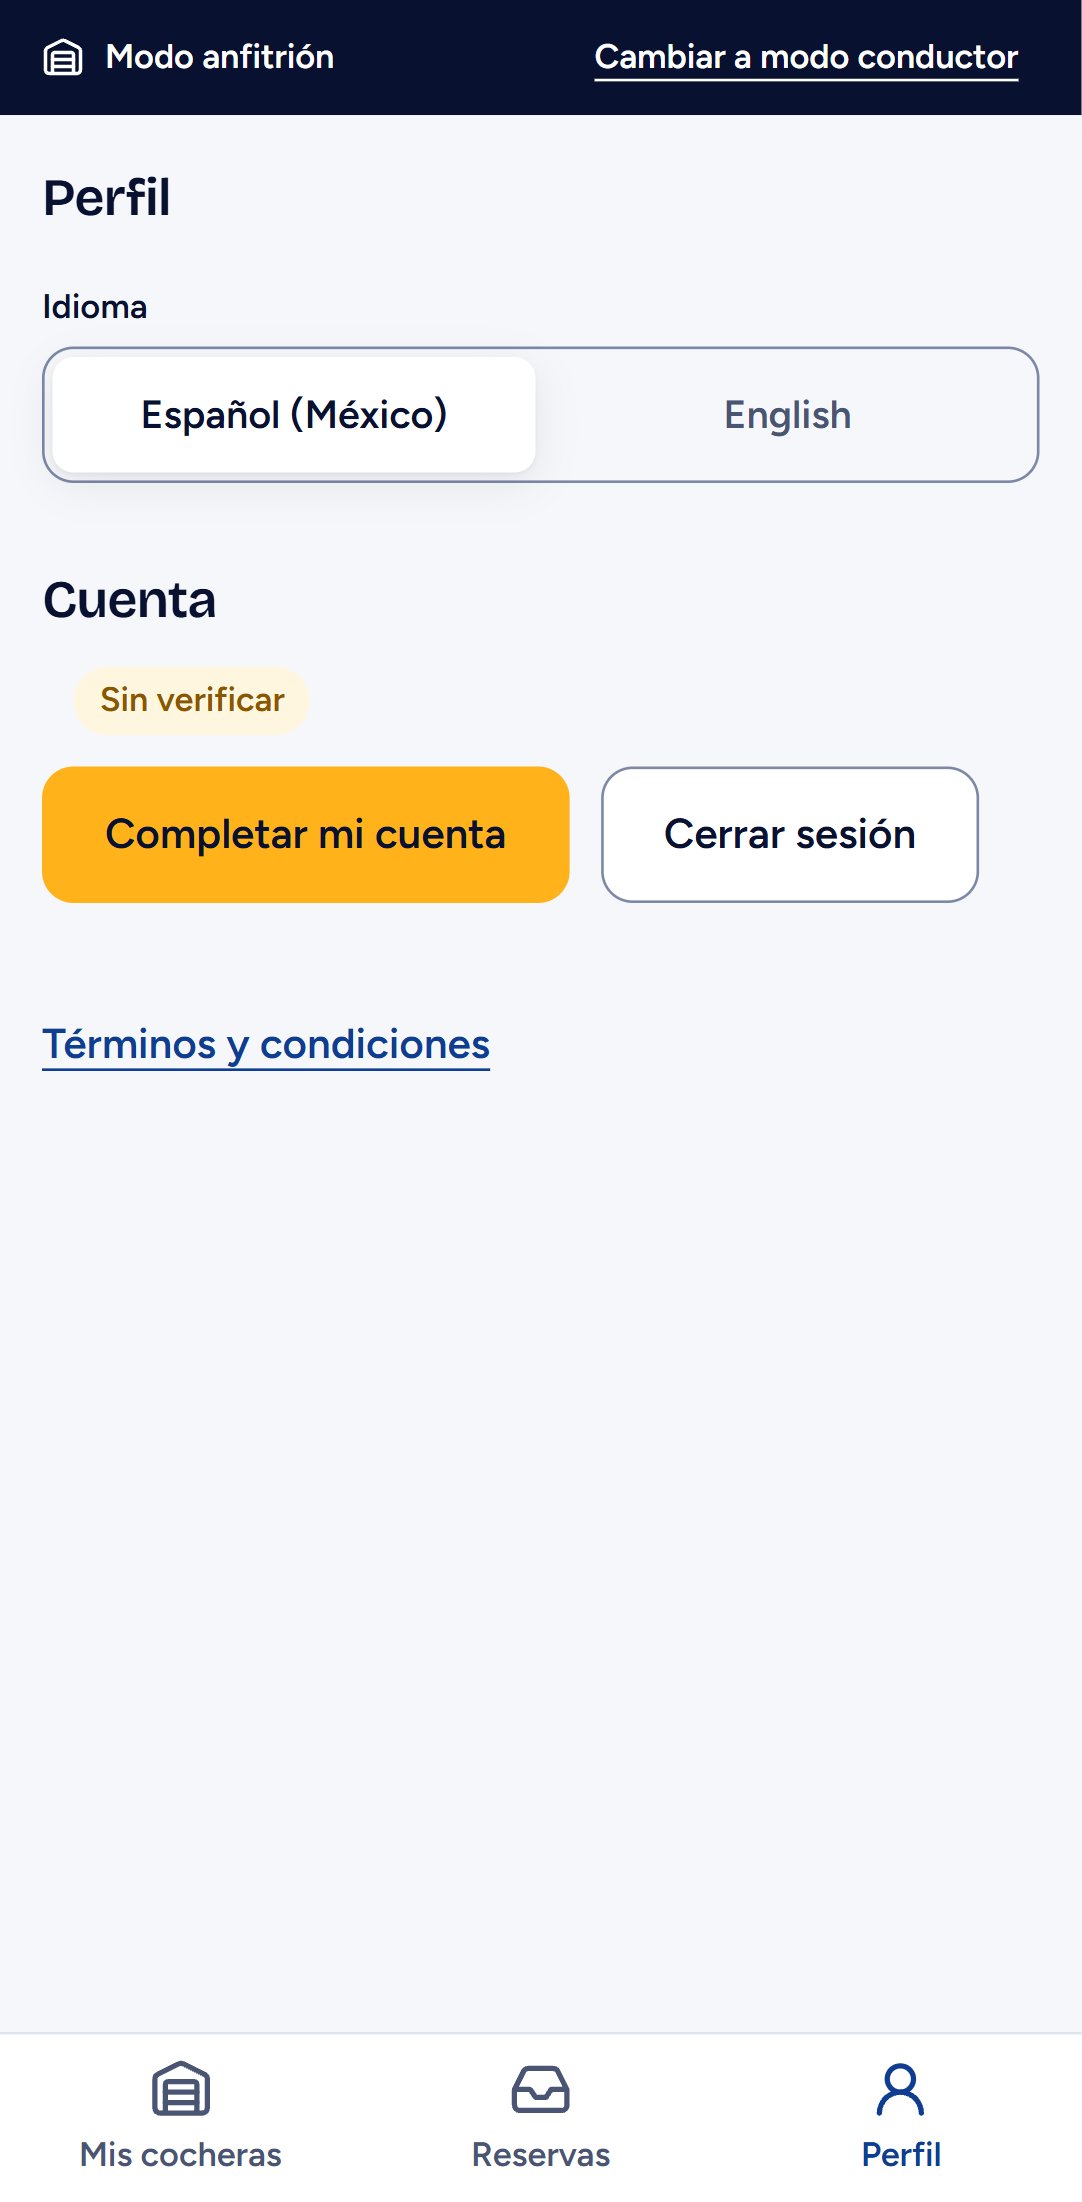 Modo anfitrión
Cambiar a modo conductor
Perfil
Idioma
Español (México)
English
Cuenta
Sin verificar
Completar mi cuenta
Cerrar sesión
Términos y condiciones
Mis cocheras
Reservas
Perfil